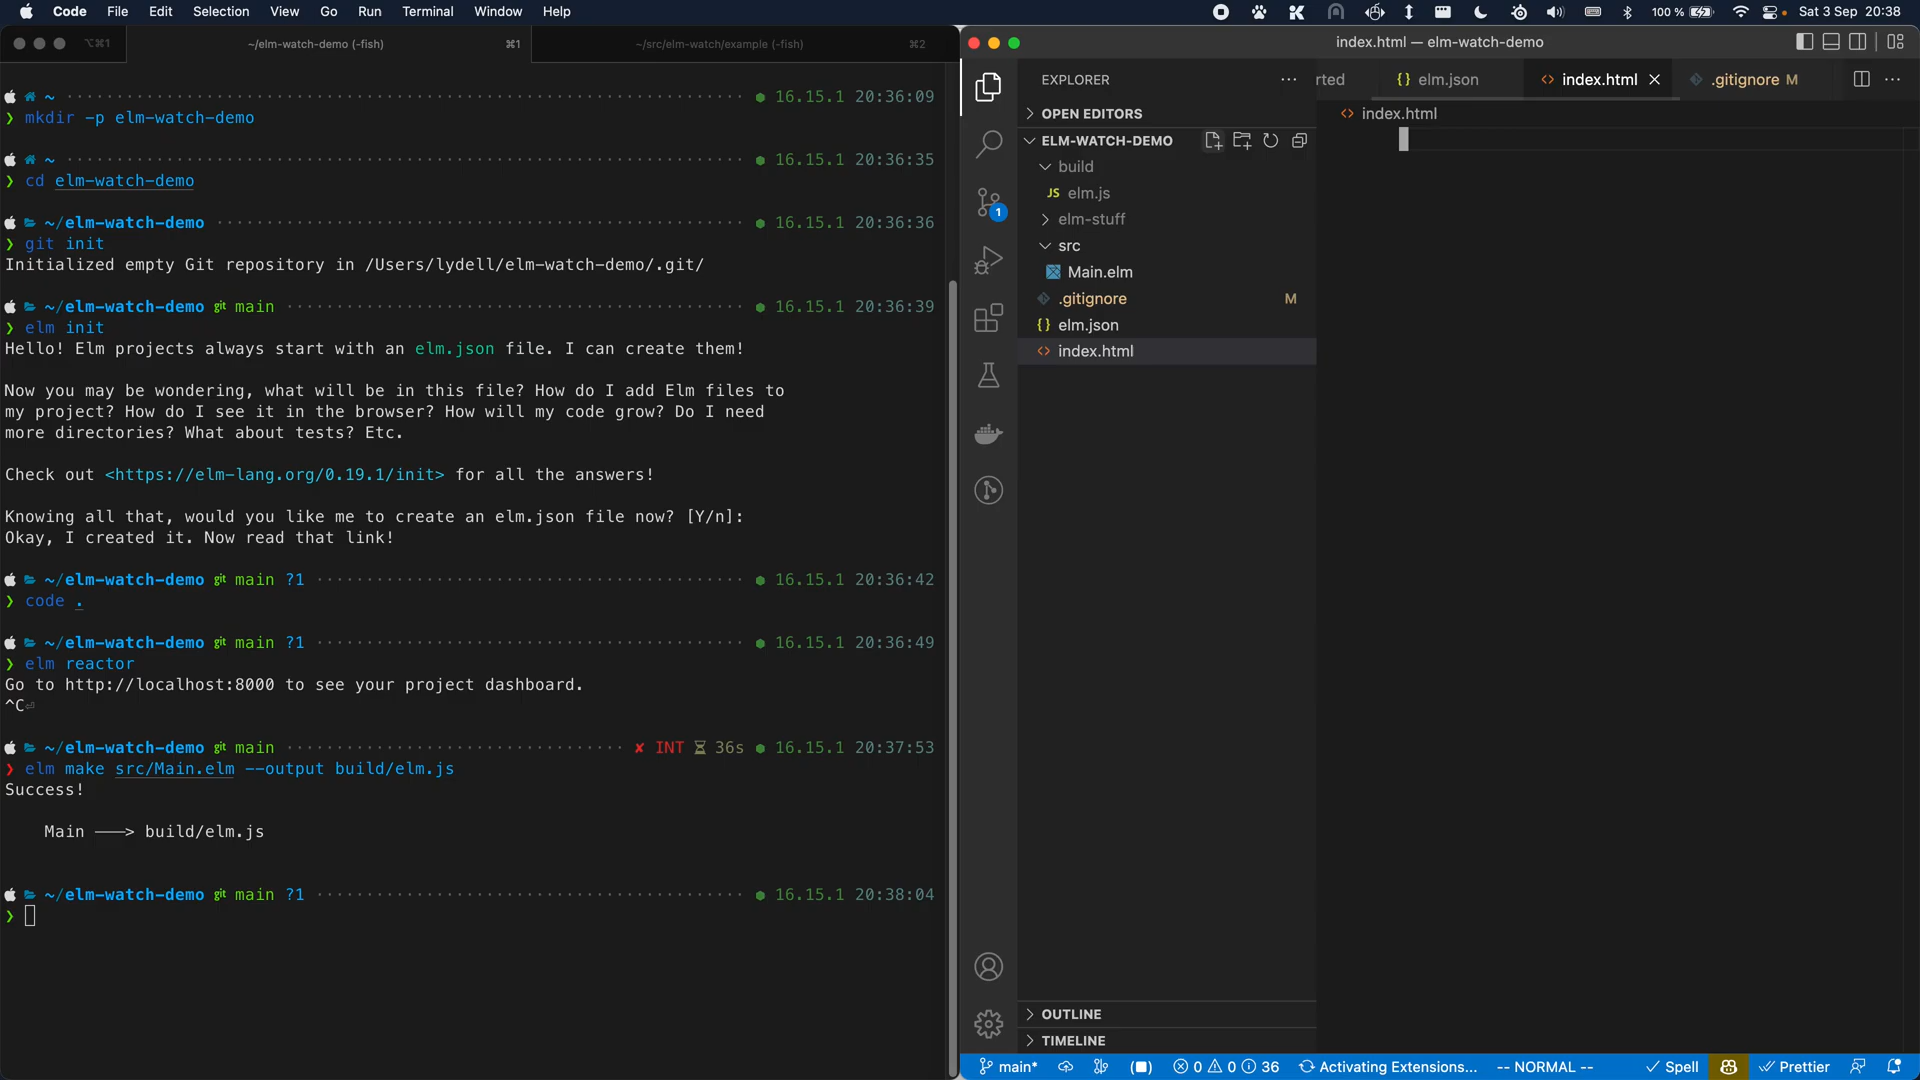 Code File Edit Selection View Go Run Terminal Window Help
100 % Sat 3 Sep 20:38
⌥⌘1 ~/elm-watch-demo (-fish) ⌘1 ~/src/elm-watch/example (-fish) ⌘2
~ 16.15.1 20:36:09
❯ mkdir -p elm-watch-demo
~ 16.15.1 20:36:35
❯ cd elm-watch-demo
~/elm-watch-demo 16.15.1 20:36:36
❯ git init
Initialized empty Git repository in /Users/lydell/elm-watch-demo/.git/
~/elm-watch-demo git main 16.15.1 20:36:39
❯ elm init
Hello! Elm projects always start with an elm.json file. I can create them!
Now you may be wondering, what will be in this file? How do I add Elm files to
my project? How do I see it in the browser? How will my code grow? Do I need
more directories? What about tests? Etc.
Check out <https://elm-lang.org/0.19.1/init> for all the answers!
Knowing all that, would you like me to create an elm.json file now? [Y/n]:
Okay, I created it. Now read that link!
~/elm-watch-demo git main ?1 16.15.1 20:36:42
❯ code .
~/elm-watch-demo git main ?1 16.15.1 20:36:49
❯ elm reactor
Go to http://localhost:8000 to see your project dashboard.
^C⏎
~/elm-watch-demo git main ✘ INT 36s 16.15.1 20:37:53
❯ elm make src/Main.elm --output build/elm.js
Success!
Main ———> build/elm.js
~/elm-watch-demo git main ?1 16.15.1 20:38:04
❯
index.html — elm-watch-demo
EXPLORER ···
rted {} elm.json <> index.html × .gitignore M ···
<> index.html
OPEN EDITORS
ELM-WATCH-DEMO
build
JS elm.js
elm-stuff
src
Main.elm
.gitignore M
{} elm.json
<> index.html
1
OUTLINE
TIMELINE
main* 0 0 36 Activating Extensions... -- NORMAL -- Spell Prettier